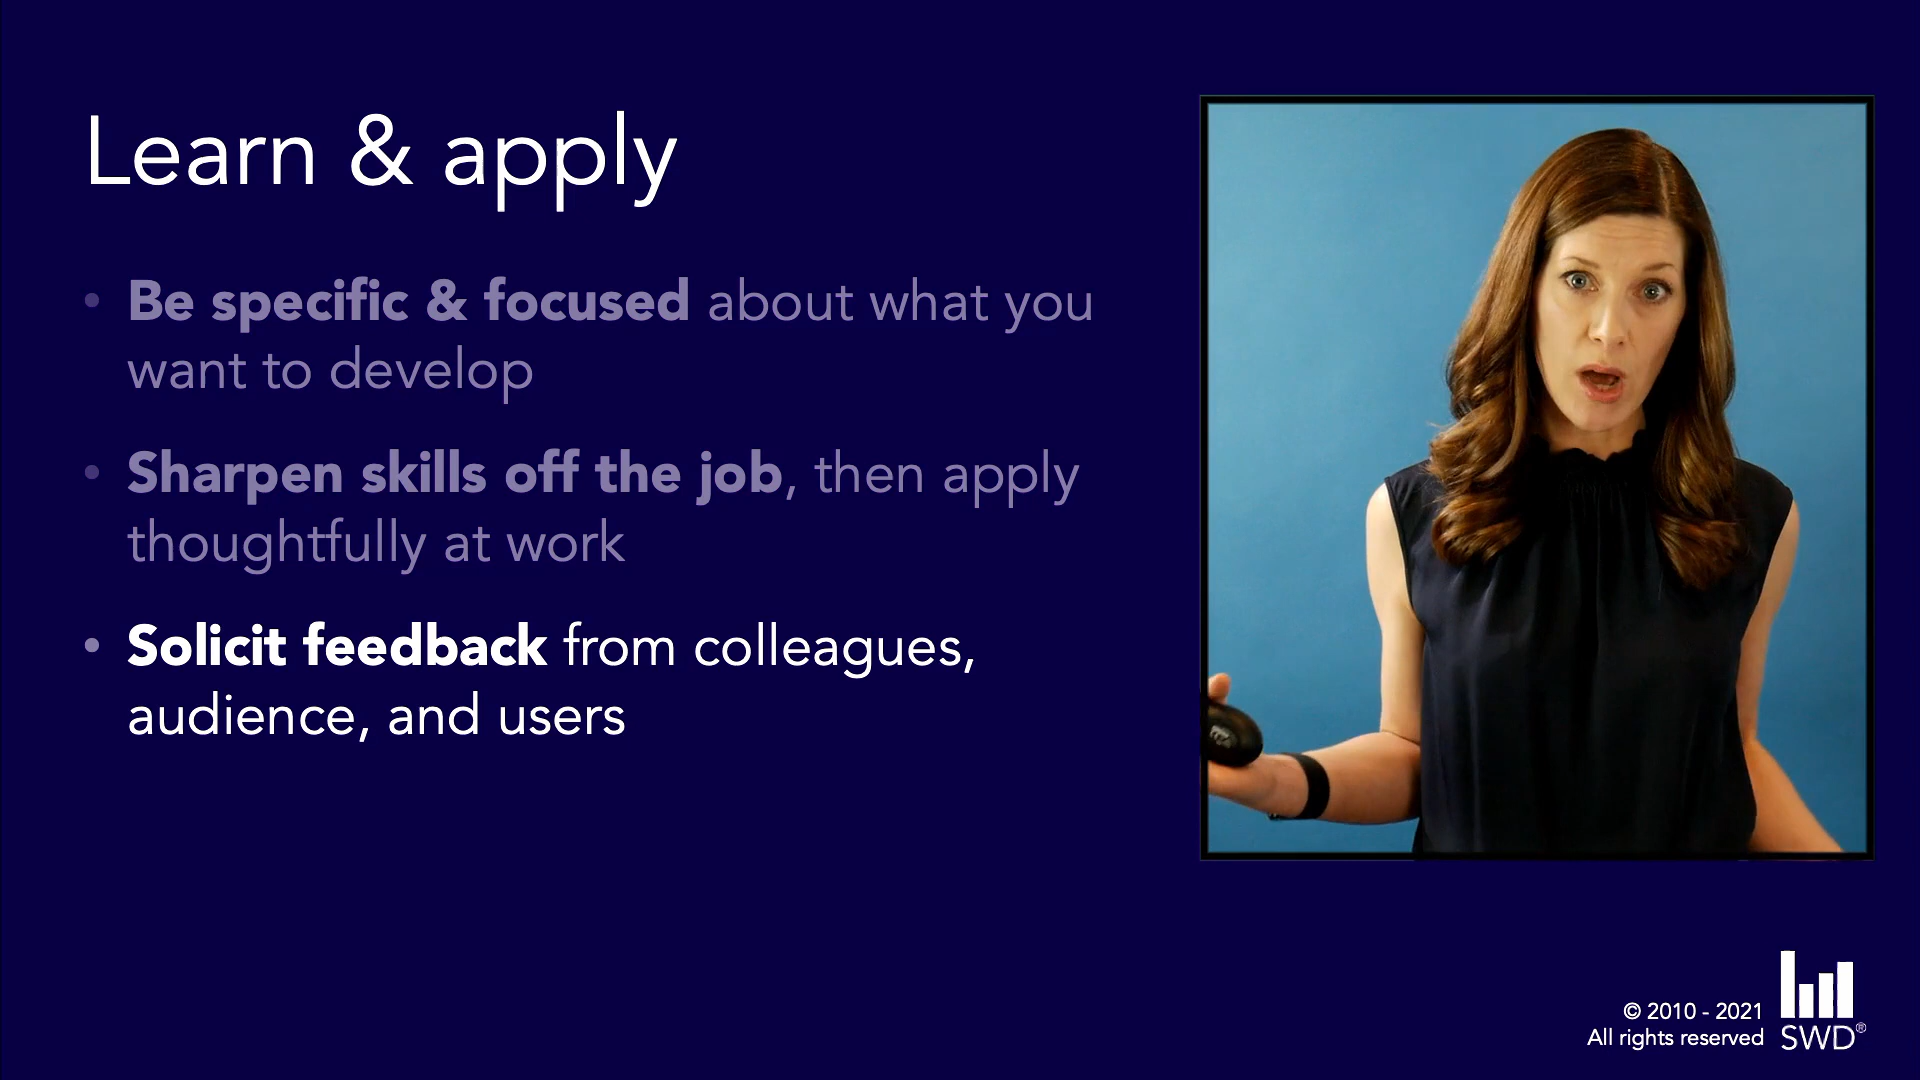 Learn & apply
• Be specific & focused about what you
want to develop
• Sharpen skills off the job, then apply
thoughtfully at work
• Solicit feedback from colleagues,
audience, and users
© 2010 - 2021
All rights reserved
SWD®